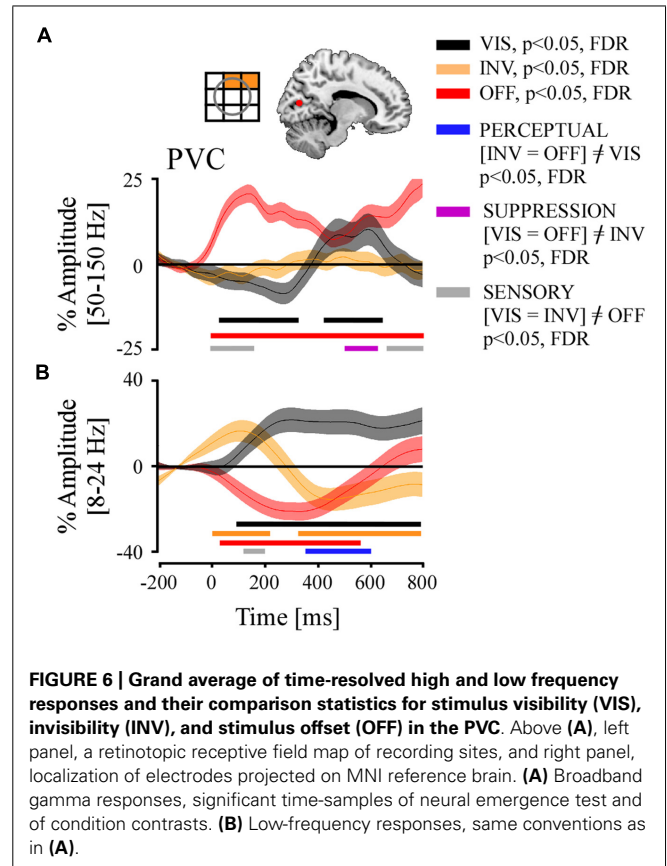 A
VIS, p<0.05, FDR
INV, p<0.05, FDR
OFF, p<0.05, FDR
PERCEPTUAL
[INV = OFF] ≠ VIS
p<0.05, FDR
SUPPRESSION
[VIS = OFF] ≠ INV
p<0.05, FDR
SENSORY
[VIS = INV] ≠ OFF
p<0.05, FDR
PVC
% Amplitude
[50-150 Hz]
25
0
-25
B
% Amplitude
[8-24 Hz]
40
0
-40
-200 0 200 400 600 800
Time [ms]
FIGURE 6 | Grand average of time-resolved high and low frequency
responses and their comparison statistics for stimulus visibility (VIS),
invisibility (INV), and stimulus offset (OFF) in the PVC. Above (A), left
panel, a retinotopic receptive field map of recording sites, and right panel,
localization of electrodes projected on MNI reference brain. (A) Broadband
gamma responses, significant time-samples of neural emergence test and
of condition contrasts. (B) Low-frequency responses, same conventions as
in (A).